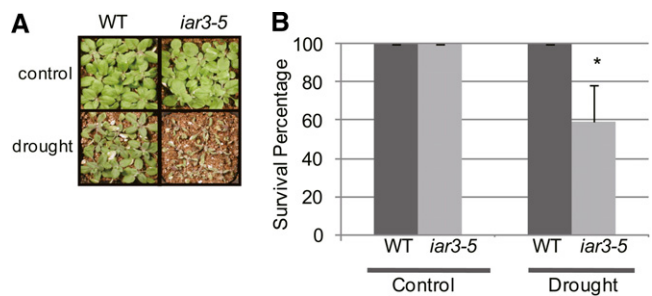 A
WT iar3-5
control
drought
B
Survival Percentage
100
80
60
40
20
0
*
WT iar3-5 WT iar3-5
Control Drought